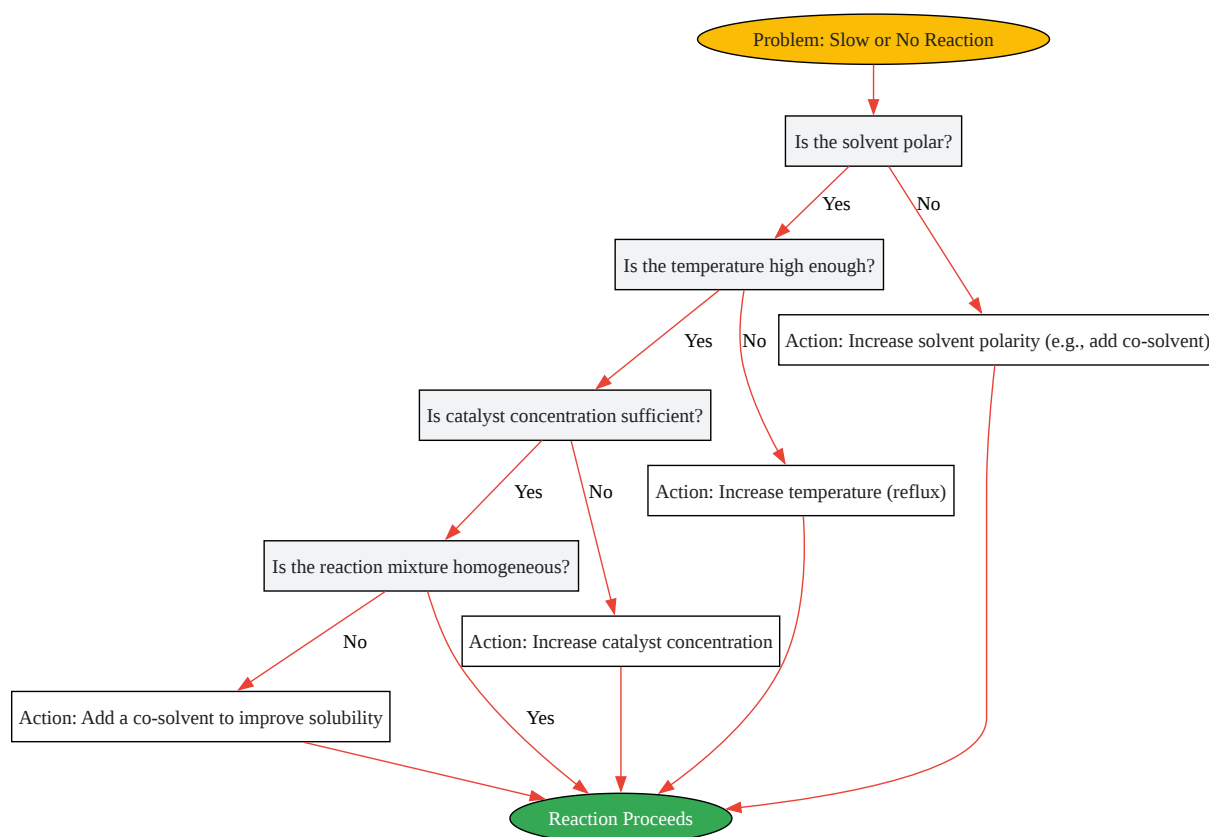 Problem: Slow or No Reaction
Is the solvent polar?
Yes
No
Is the temperature high enough?
Yes
No
Action: Increase solvent polarity (e.g., add co-solvent)
Is catalyst concentration sufficient?
Yes
No
Action: Increase temperature (reflux)
Is the reaction mixture homogeneous?
No
Action: Increase catalyst concentration
Action: Add a co-solvent to improve solubility
Yes
Reaction Proceeds